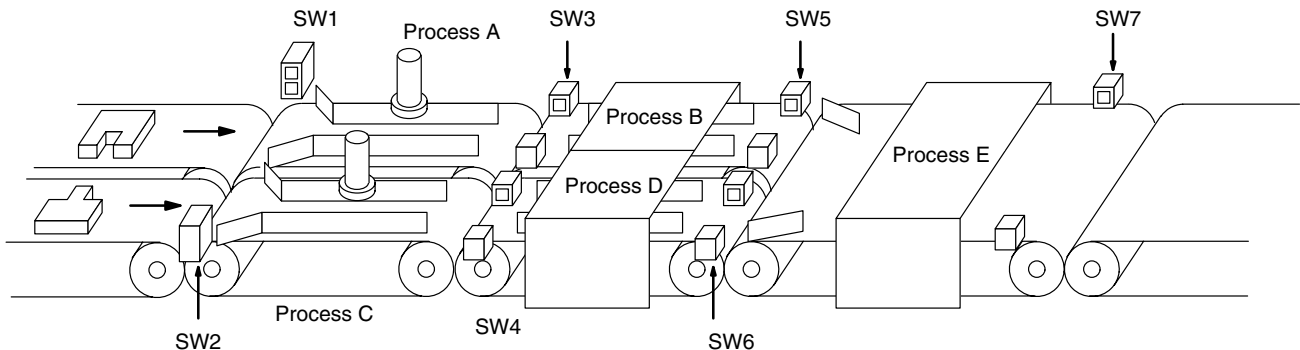 SW1
Process A
SW3
SW5
SW7
Process B
Process E
Process D
Process C
SW4
SW2
SW6